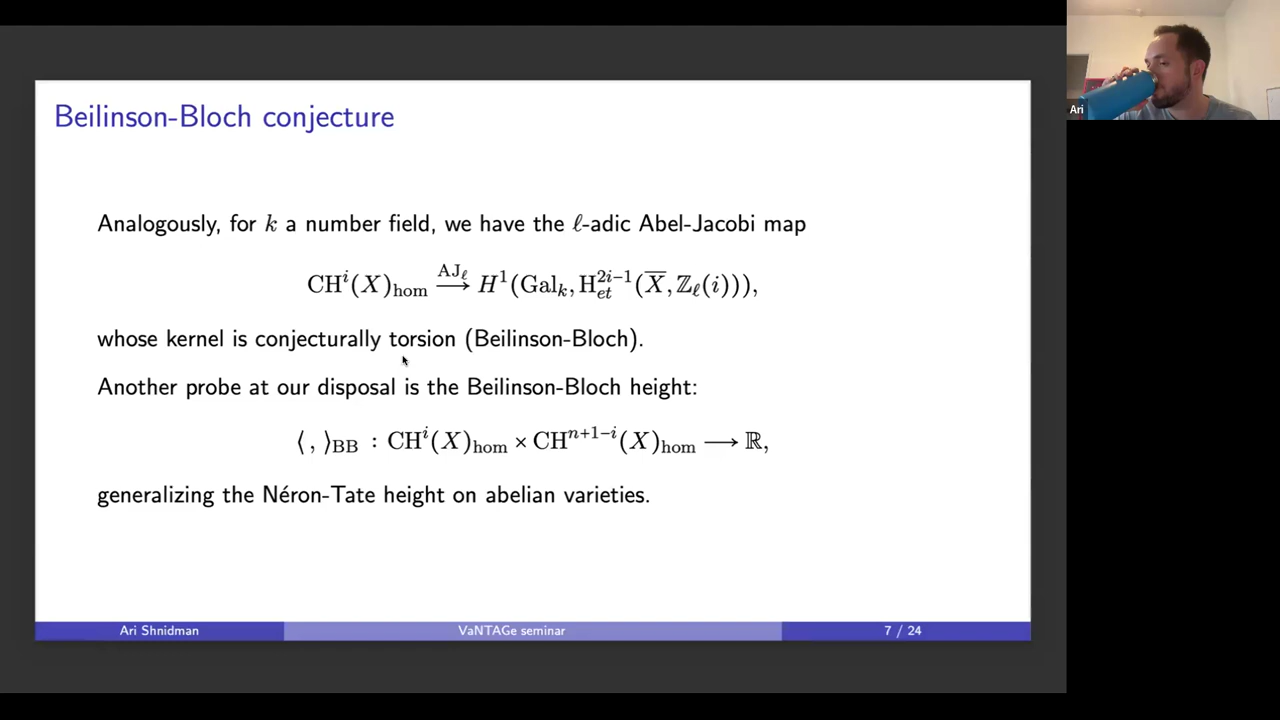 Beilinson-Bloch conjecture
Analogously, for k a number field, we have the ℓ-adic Abel-Jacobi map
CHⁱ(X)_hom —AJ_ℓ→ H¹(Gal_k, H_et^{2i−1}(X̅, ℤ_ℓ(i))),
whose kernel is conjecturally torsion (Beilinson-Bloch).
Another probe at our disposal is the Beilinson-Bloch height:
⟨ , ⟩_BB : CHⁱ(X)_hom × CH^{n+1−i}(X)_hom ⟶ ℝ,
generalizing the Néron-Tate height on abelian varieties.
Ari Shnidman VaNTAGe seminar 7 / 24
Ari